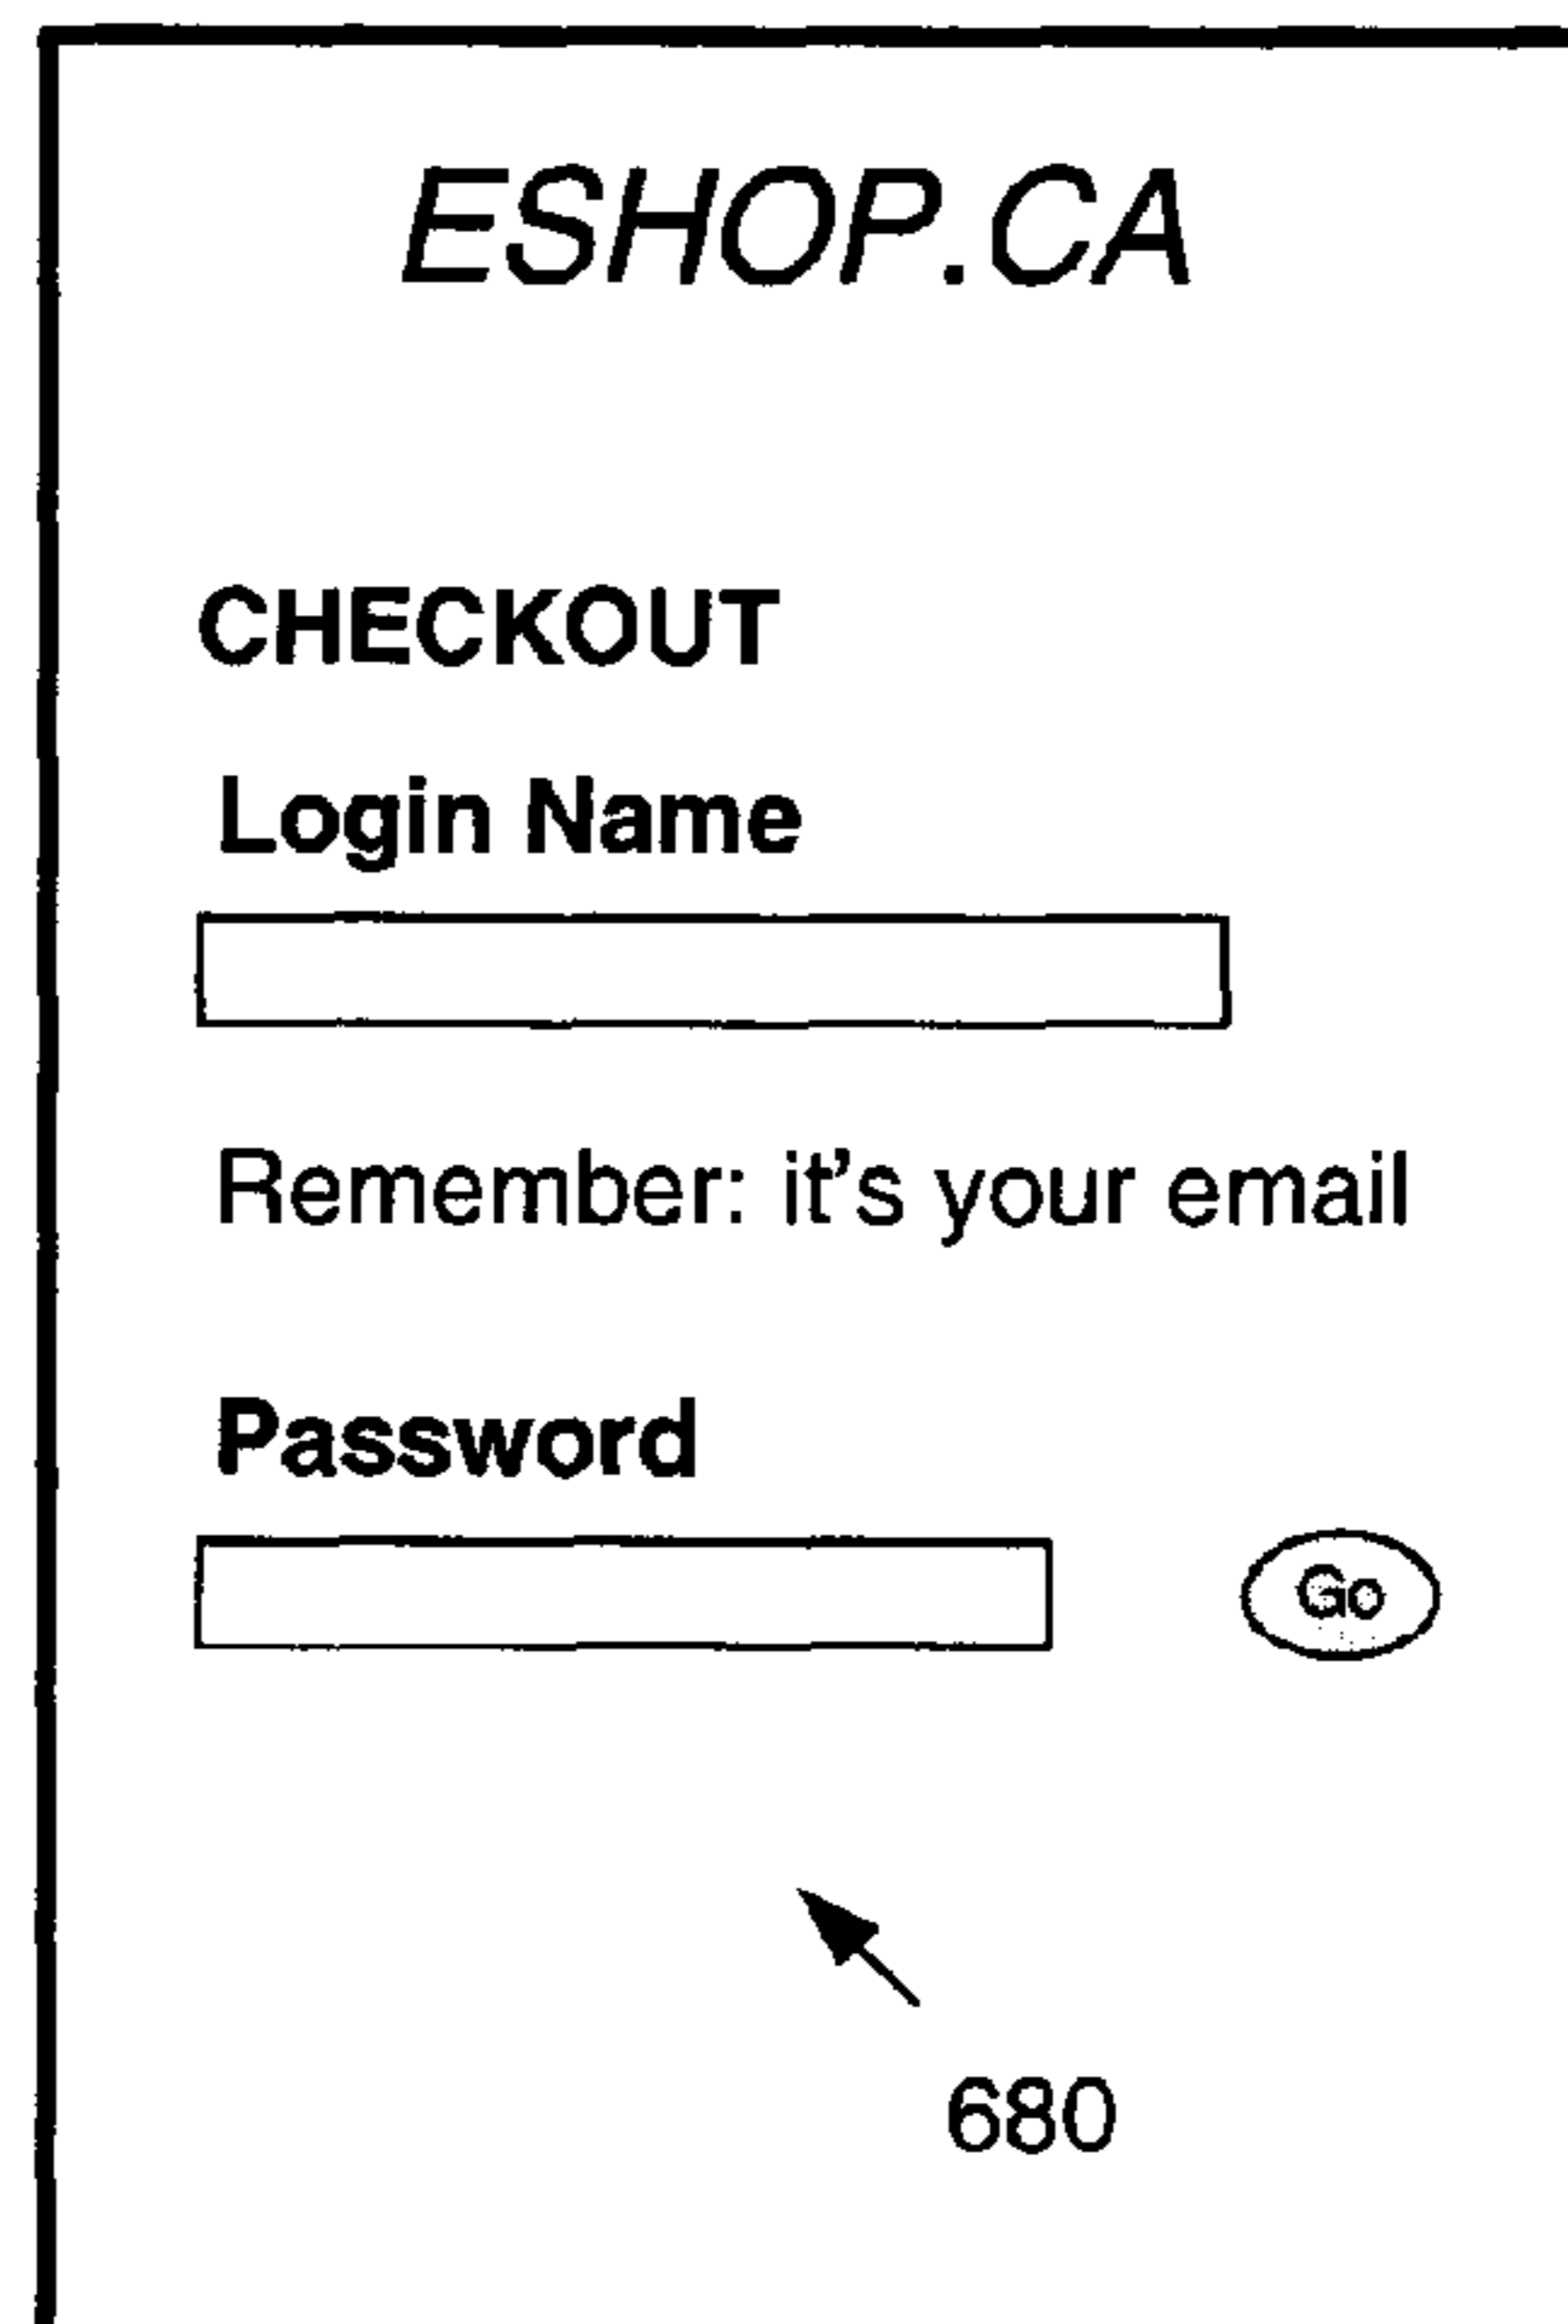 ESHOP.CA
CHECKOUT
Login Name
Remember: it's your email
Password
Go
680